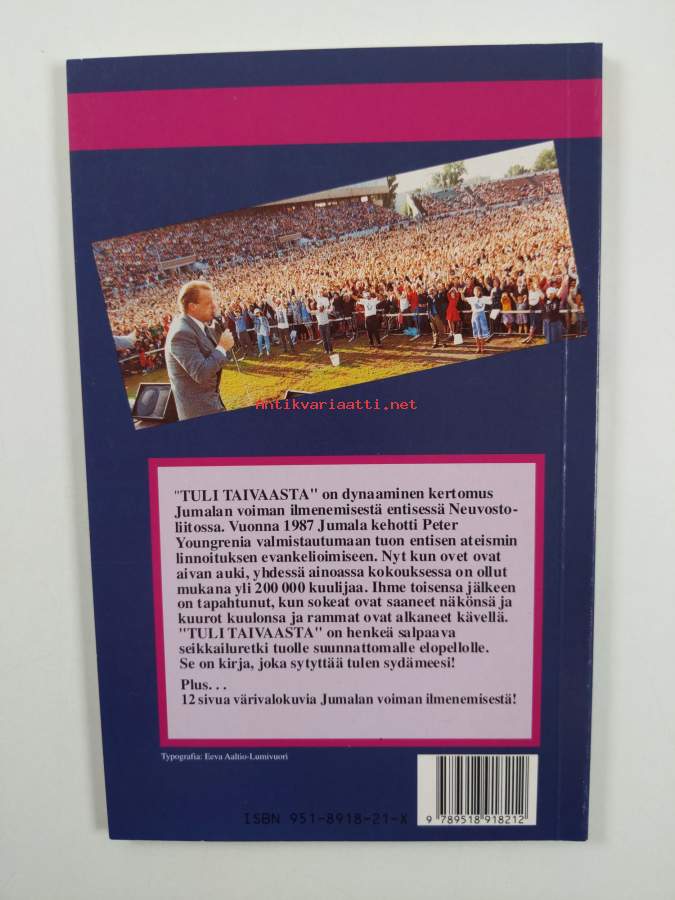 Antikvariaatti.net
"TULI TAIVAASTA" on dynaaminen kertomus
Jumalan voiman ilmenemisestä entisessä Neuvosto-
liitossa. Vuonna 1987 Jumala kehotti Peter
Youngrenia valmistautumaan tuon entisen ateismin
linnoituksen evankelioimiseen. Nyt kun ovet ovat
aivan auki, yhdessä ainoassa kokouksessa on ollut
mukana yli 200 000 kuulijaa. Ihme toisensa jälkeen
on tapahtunut, kun sokeat ovat saaneet näkönsä ja
kuurot kuulonsa ja rammat ovat alkaneet kävellä.
"TULI TAIVAASTA" on henkeä salpaava
seikkailuretki tuolle suunnattomalle elopellolle.
Se on kirja, joka sytyttää tulen sydämeesi!
Plus. . .
12 sivua värivalokuvia Jumalan voiman ilmenemisestä!
Typografia: Eeva Aaltio-Lumivuori
ISBN 951-8918-21-X
9 789518 918212